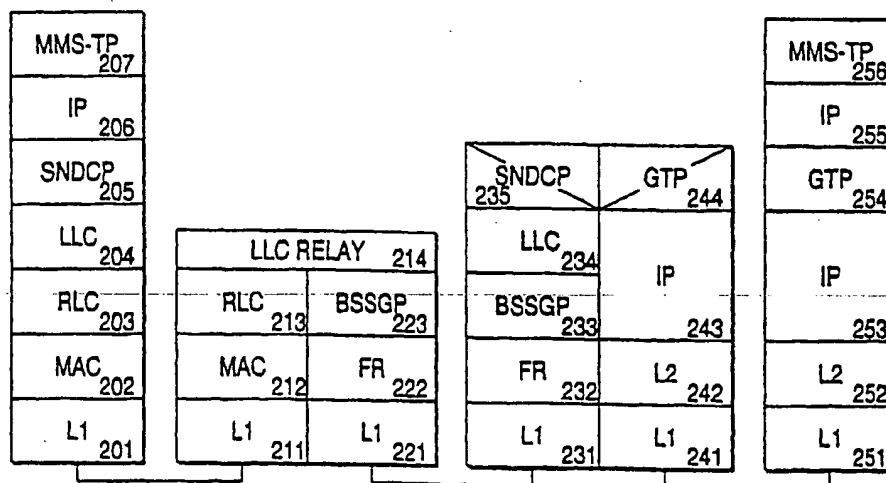 MMS-TP
207
IP
206
SNDCP
205
LLC
204
RLC
203
MAC
202
L1
201
LLC RELAY 214
RLC
213
BSSGP
223
MAC
212
FR
222
L1
211
L1
221
SNDCP
235
GTP
244
LLC
234
IP
243
BSSGP
233
FR
232
L2
242
L1
231
L1
241
MMS-TP
256
IP
255
GTP
254
IP
253
L2
252
L1
251